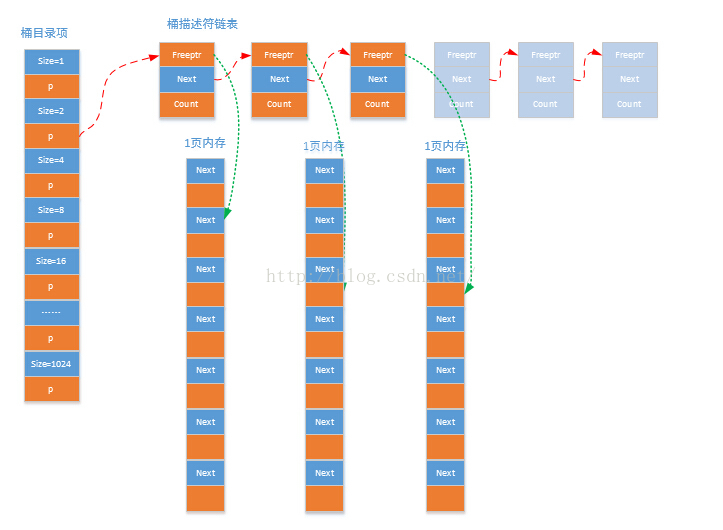 桶目录项
Size=1
p
Size=2
p
Size=4
p
Size=8
p
Size=16
p
······
p
Size=1024
p
桶描述符链表
Freeptr
Next
Count
Freeptr
Next
Count
Freeptr
Next
Count
Freeptr
Next
Count
Freeptr
Next
Count
Freeptr
Next
Count
1页内存
Next
Next
Next
Next
Next
Next
Next
1页内存
Next
Next
Next
Next
Next
Next
Next
1页内存
Next
Next
Next
Next
Next
Next
Next
http://blog.csdn.net